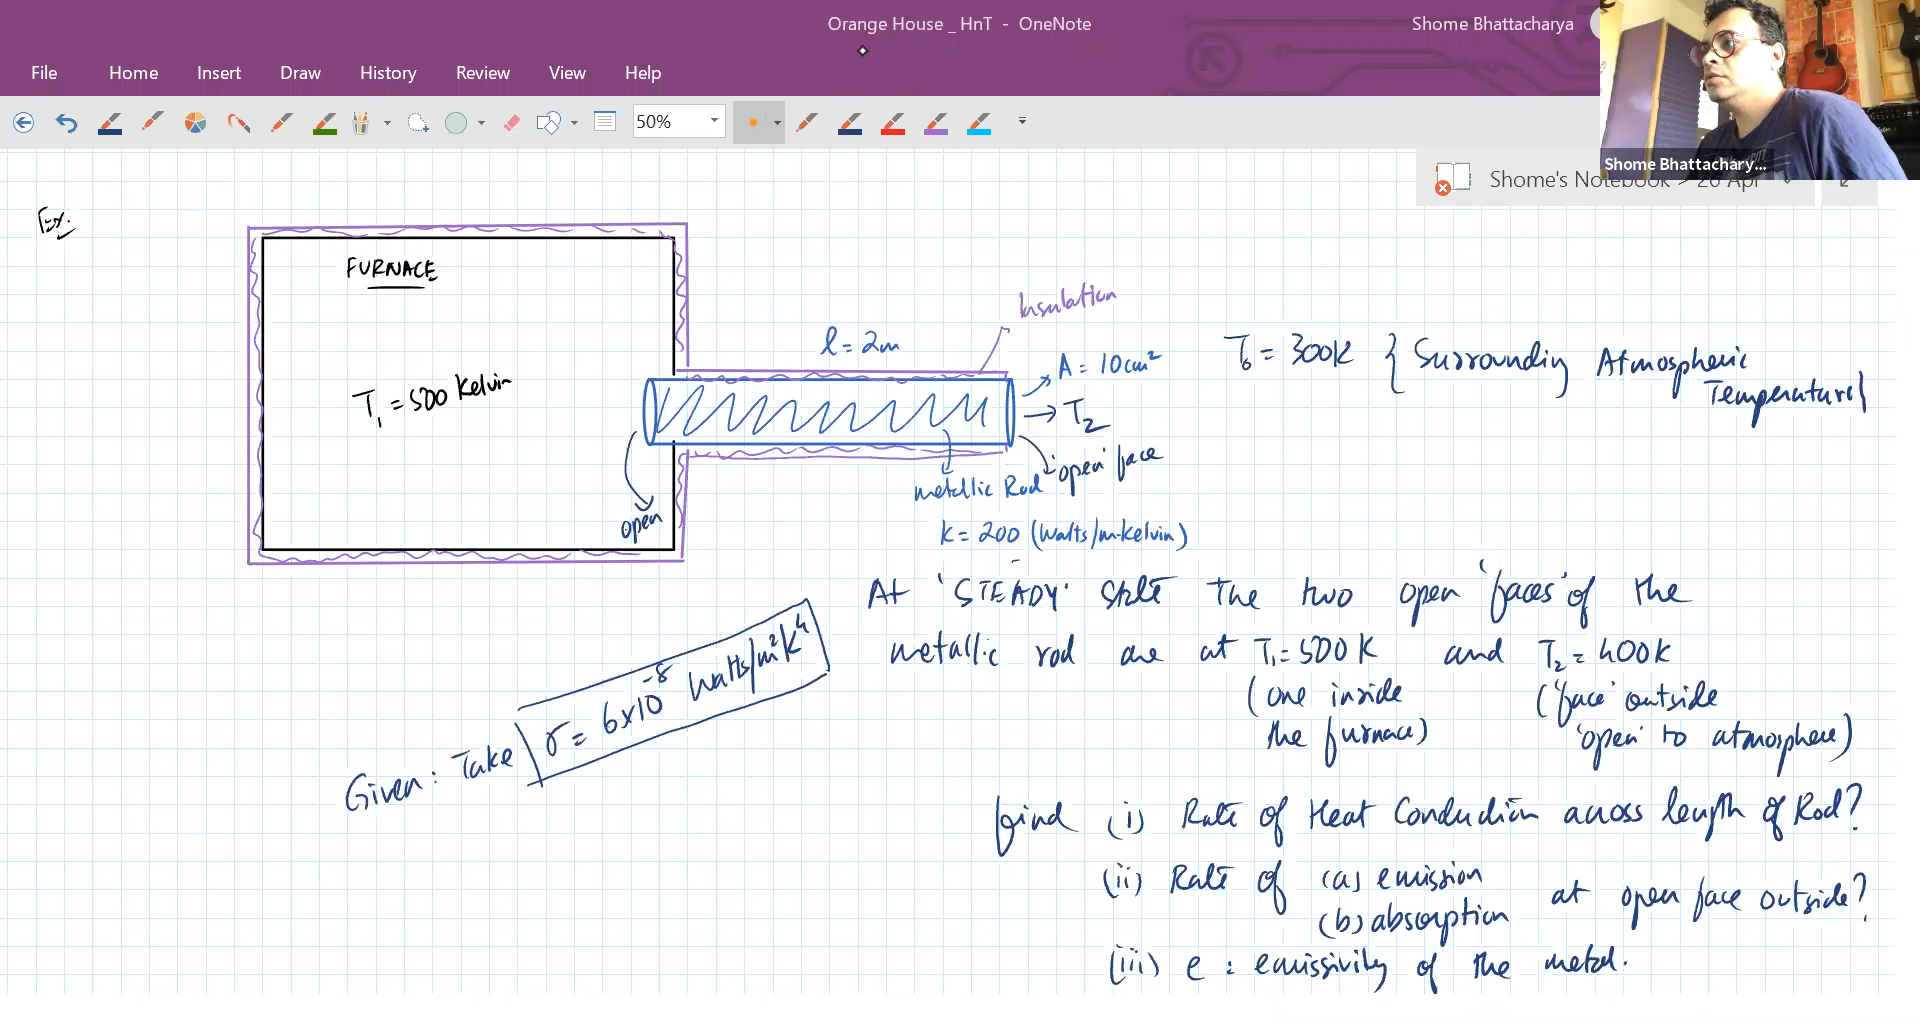 Orange House _ HnT - OneNote
Shome Bhattacharya
File Home Insert Draw History Review View Help
50%
Shome Bhattachary...
Shome's Notebook > 26 Apr
Ex.
FURNACE
T₁ = 500 Kelvin
open
l = 2m
Insulation
A = 10cm²
T₂
'open' face
metallic Rod
k = 200 (Watts/m-kelvin)
T₀ = 300K { Surrounding Atmospheric
Temperature}
At 'STEADY' State the two open 'faces' of the
metallic rod are at T₁ = 500 K and T₂ = 400K
(one inside
the furnace)
('face' outside
'open' to atmosphere)
Given: Take σ = 6×10⁻⁸ Watts/m²K⁴
find (i) Rate of Heat Conduction across length of Rod?
(ii) Rate of (a) emission
(b) absorption
at open face outside?
(iii) e : emissivity of the metal.